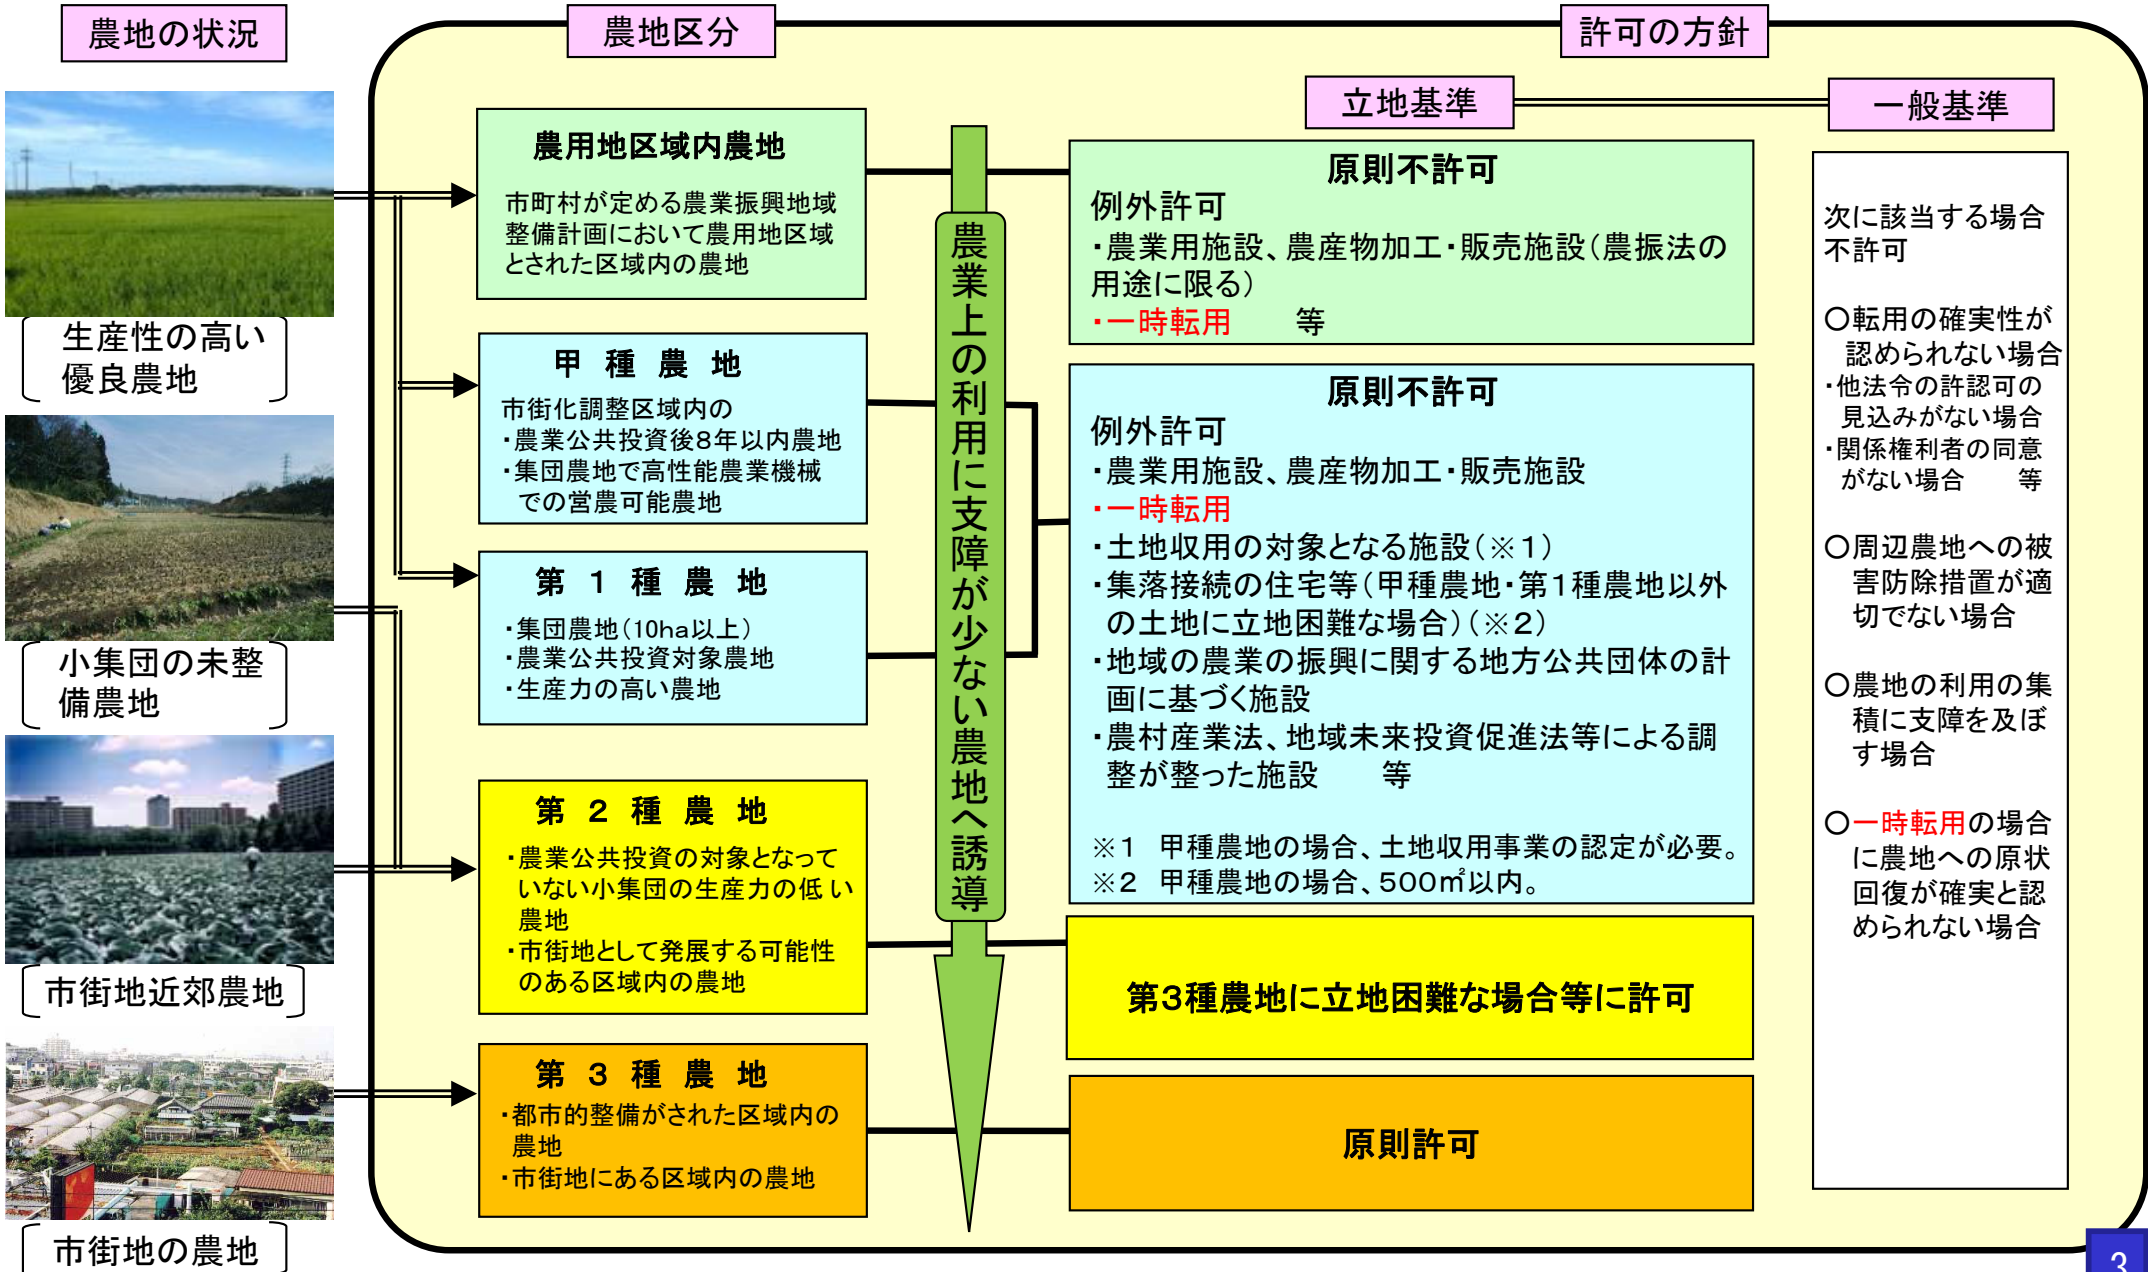 農地の状況
農地区分
許可の方針
立地基準
一般基準
生産性の高い
優良農地
小集団の未整
備農地
市街地近郊農地
市街地の農地
農用地区域内農地
市町村が定める農業振興地域
整備計画において農用地区域
とされた区域内の農地
甲 種 農 地
市街化調整区域内の
・農業公共投資後8年以内農地
・集団農地で高性能農業機械
での営農可能農地
第 1 種 農 地
・集団農地(10ha以上)
・農業公共投資対象農地
・生産力の高い農地
第 2 種 農 地
・農業公共投資の対象となって
いない小集団の生産力の低い
農地
・市街地として発展する可能性
のある区域内の農地
第 3 種 農 地
・都市的整備がされた区域内の
農地
・市街地にある区域内の農地
農業上の利用に支障が少ない農地へ誘導
原則不許可
例外許可
・農業用施設、農産物加工・販売施設(農振法の
用途に限る)
・一時転用 等
原則不許可
例外許可
・農業用施設、農産物加工・販売施設
・一時転用
・土地収用の対象となる施設(※1)
・集落接続の住宅等(甲種農地・第1種農地以外
の土地に立地困難な場合)(※2)
・地域の農業の振興に関する地方公共団体の計
画に基づく施設
・農村産業法、地域未来投資促進法等による調
整が整った施設 等
※1 甲種農地の場合、土地収用事業の認定が必要。
※2 甲種農地の場合、500㎡以内。
第3種農地に立地困難な場合等に許可
原則許可
次に該当する場合
不許可
○転用の確実性が
認められない場合
・他法令の許認可の
見込みがない場合
・関係権利者の同意
がない場合 等
○周辺農地への被
害防除措置が適
切でない場合
○農地の利用の集
積に支障を及ぼ
す場合
○一時転用の場合
に農地への原状
回復が確実と認
められない場合
3